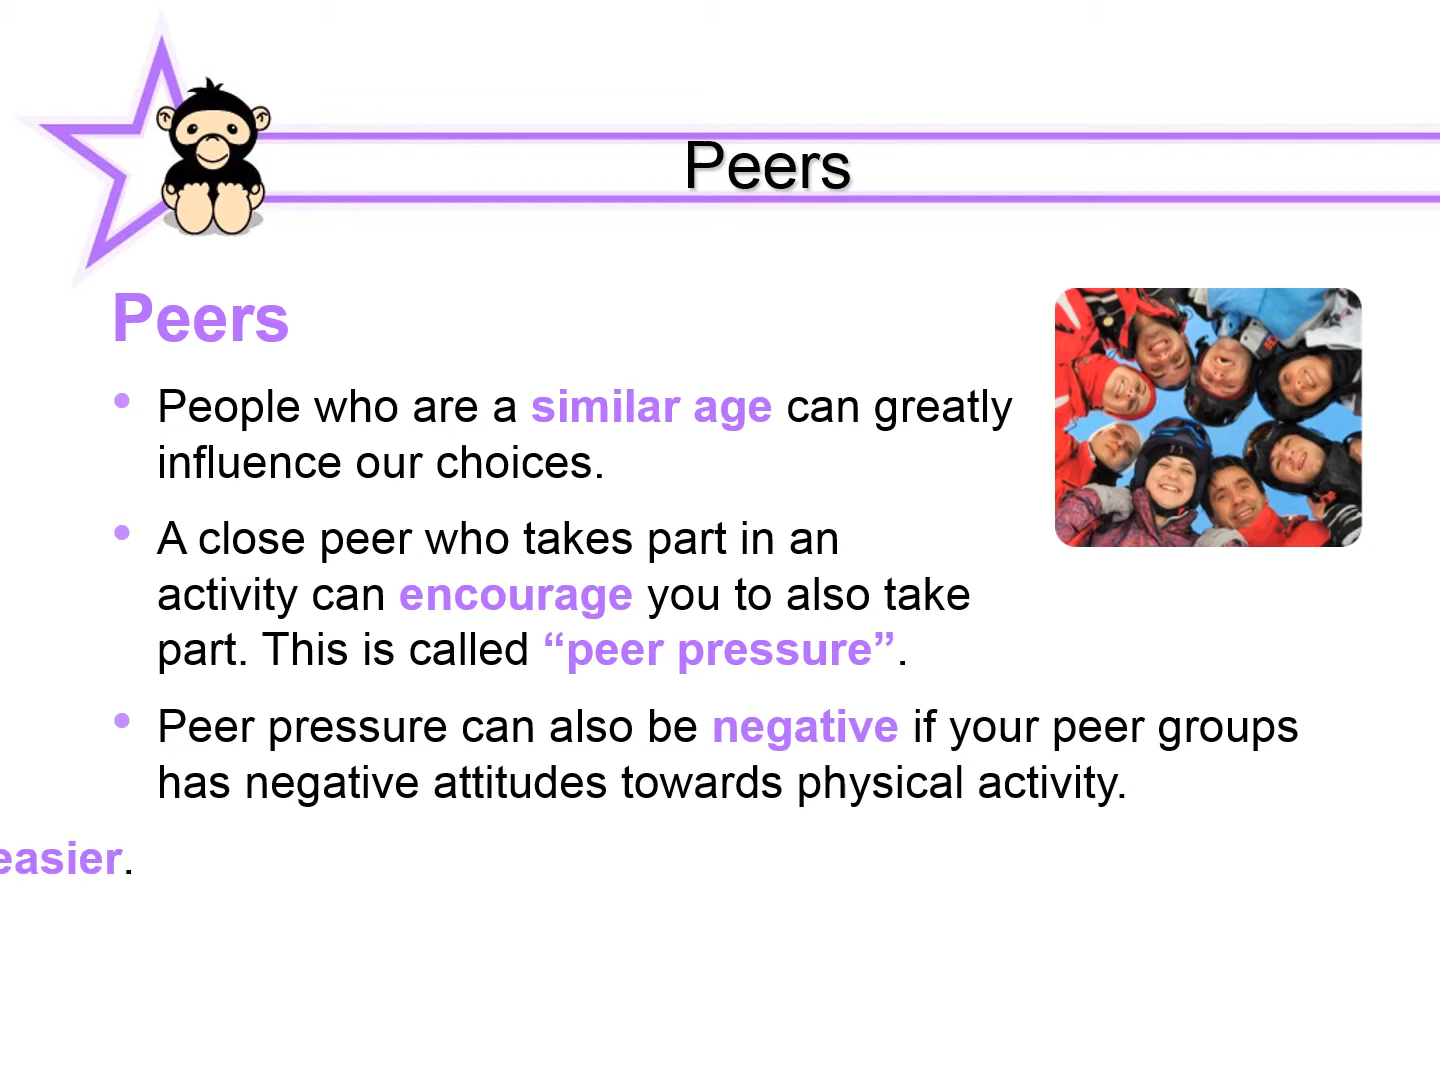 Peers
Peers
• People who are a similar age can greatly
influence our choices.
• A close peer who takes part in an
activity can encourage you to also take
part. This is called “peer pressure”.
• Peer pressure can also be negative if your peer groups
has negative attitudes towards physical activity.
easier.